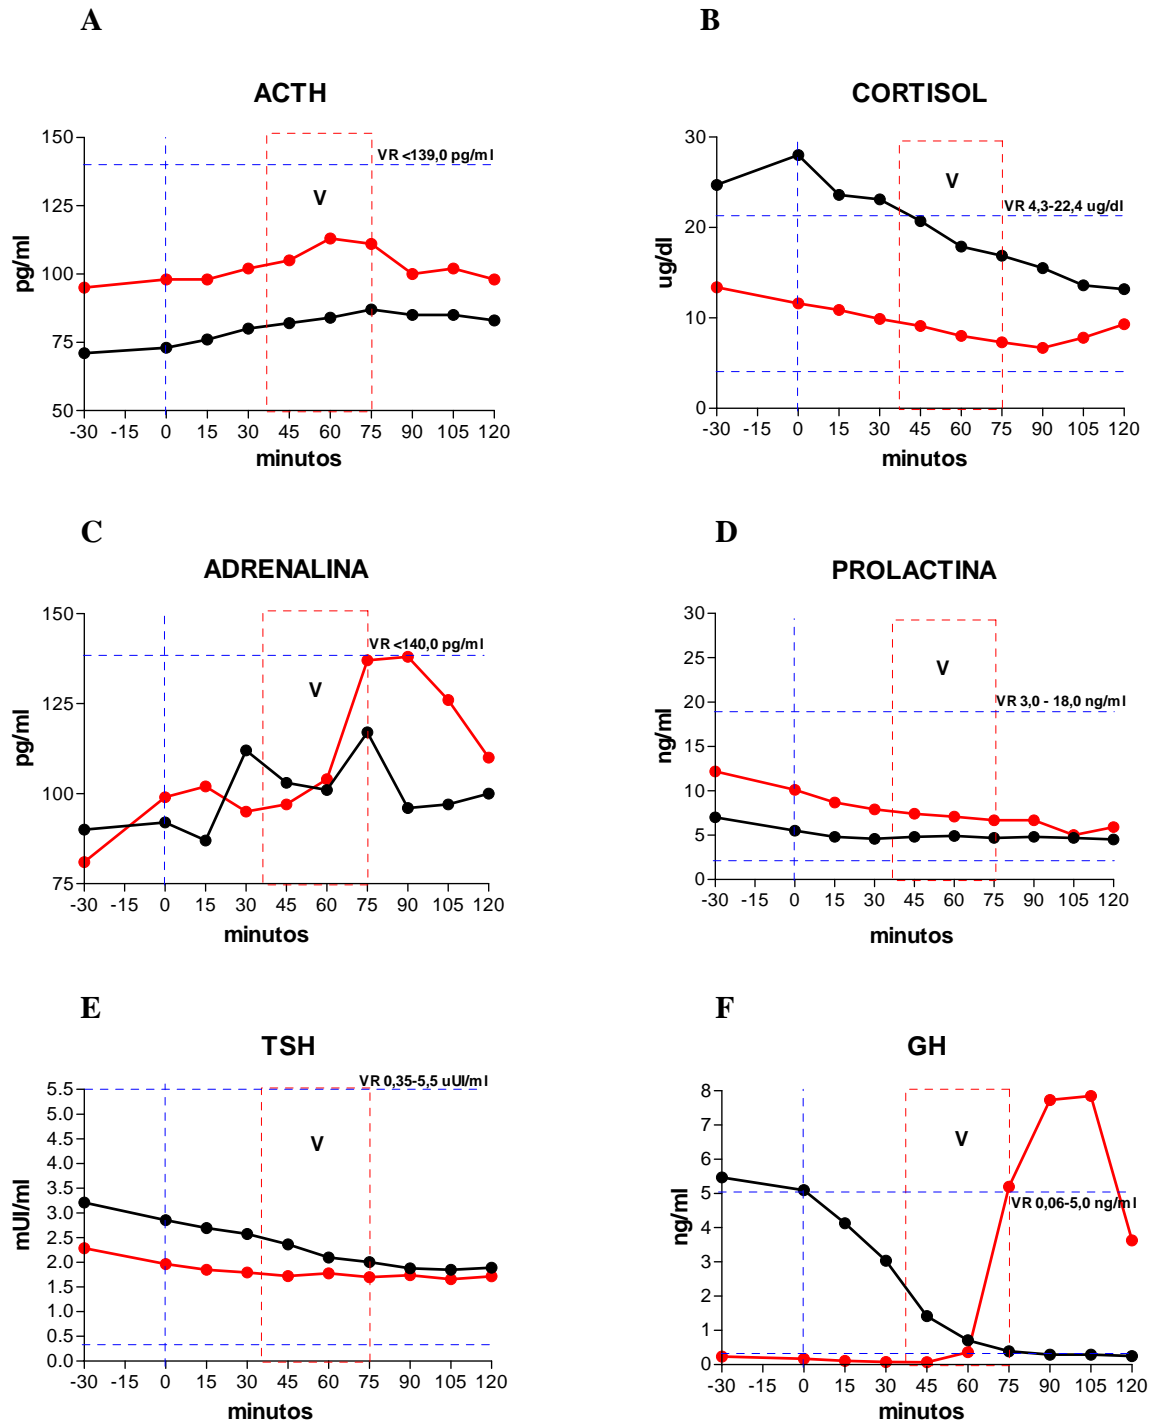 A
ACTH
150
125
100
75
50
pg/ml
VR <139,0 pg/ml
V
-30 -15 0 15 30 45 60 75 90 105 120
minutos
B
CORTISOL
30
20
10
0
ug/dl
V
VR 4,3-22,4 ug/dl
-30 -15 0 15 30 45 60 75 90 105 120
minutos
C
ADRENALINA
150
125
100
75
pg/ml
VR <140,0 pg/ml
V
-30 -15 0 15 30 45 60 75 90 105 120
minutos
D
PROLACTINA
30
25
20
15
10
5
0
ng/ml
V
VR 3,0 - 18,0 ng/ml
-30 -15 0 15 30 45 60 75 90 105 120
minutos
E
TSH
VR 0,35-5,5 uUI/ml
5.5
5.0
4.5
4.0
3.5
3.0
2.5
2.0
1.5
1.0
0.5
0.0
mUI/ml
V
-30 -15 0 15 30 45 60 75 90 105 120
minutos
F
GH
8
7
6
5
4
3
2
1
0
ng/ml
V
VR 0,06-5,0 ng/ml
-30 -15 0 15 30 45 60 75 90 105 120
minutos